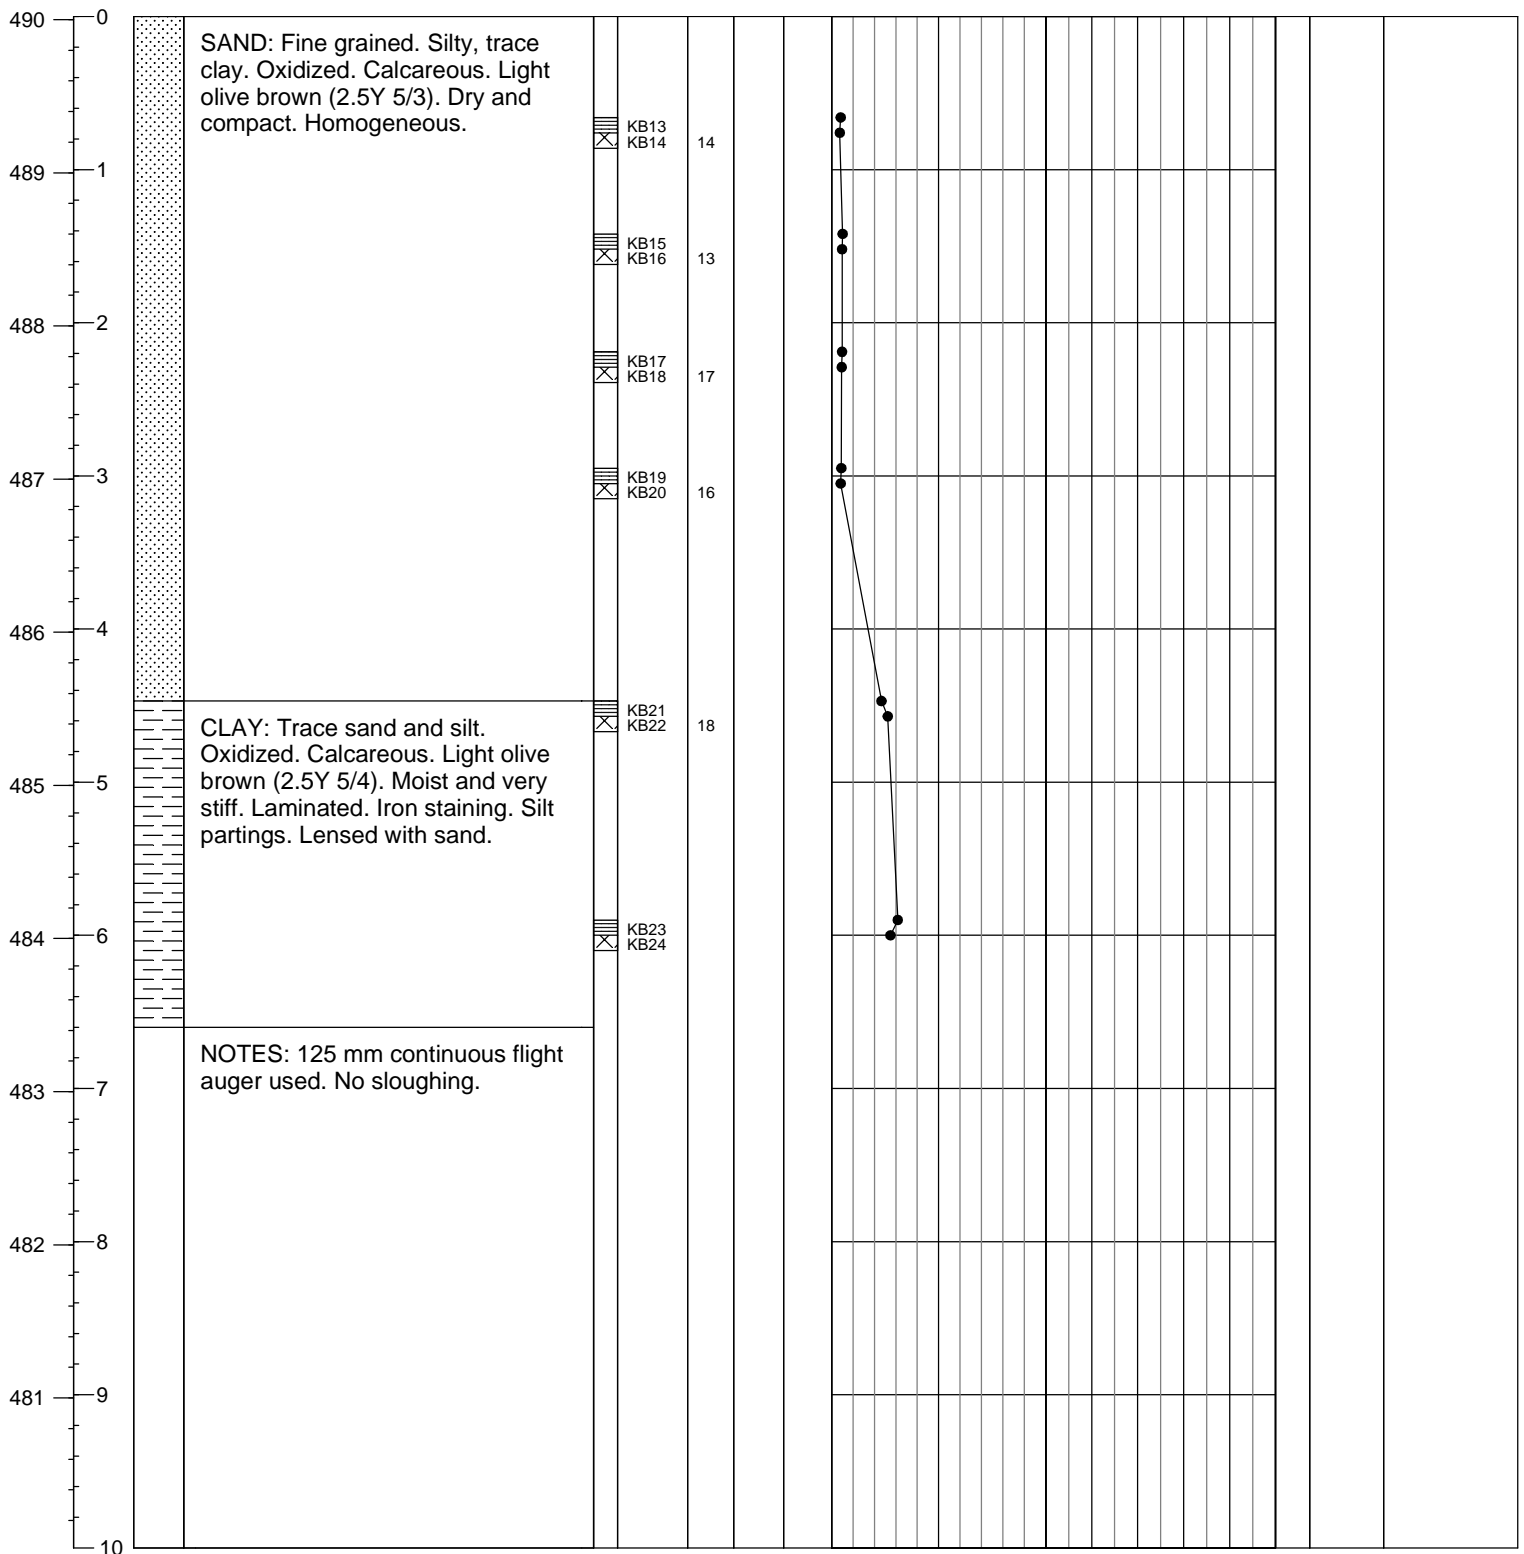 490
0
SAND: Fine grained. Silty, trace
clay. Oxidized. Calcareous. Light
olive brown (2.5Y 5/3). Dry and
compact. Homogeneous.
KB13
KB14 14
489 1
KB15
KB16 13
488 2
KB17
KB18 17
487 3
KB19
KB20 16
486 4
KB21
KB22 18
CLAY: Trace sand and silt.
Oxidized. Calcareous. Light olive
brown (2.5Y 5/4). Moist and very
stiff. Laminated. Iron staining. Silt
partings. Lensed with sand.
485 5
KB23
KB24
484 6
NOTES: 125 mm continuous flight
auger used. No sloughing.
483 7
482 8
481 9
10